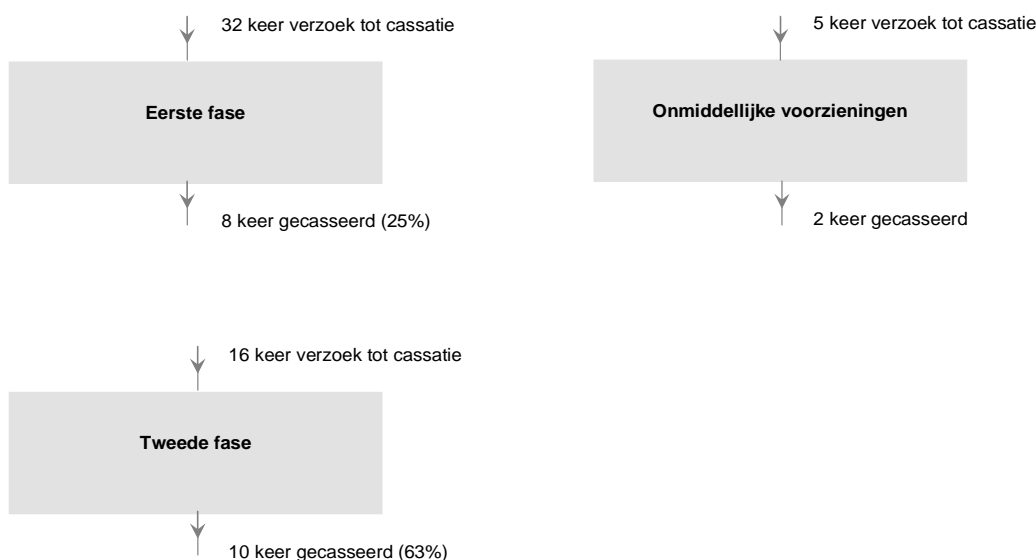 32 keer verzoek tot cassatie
Eerste fase
8 keer gecasseerd (25%)
5 keer verzoek tot cassatie
Onmiddellijke voorzieningen
2 keer gecasseerd
16 keer verzoek tot cassatie
Tweede fase
10 keer gecasseerd (63%)